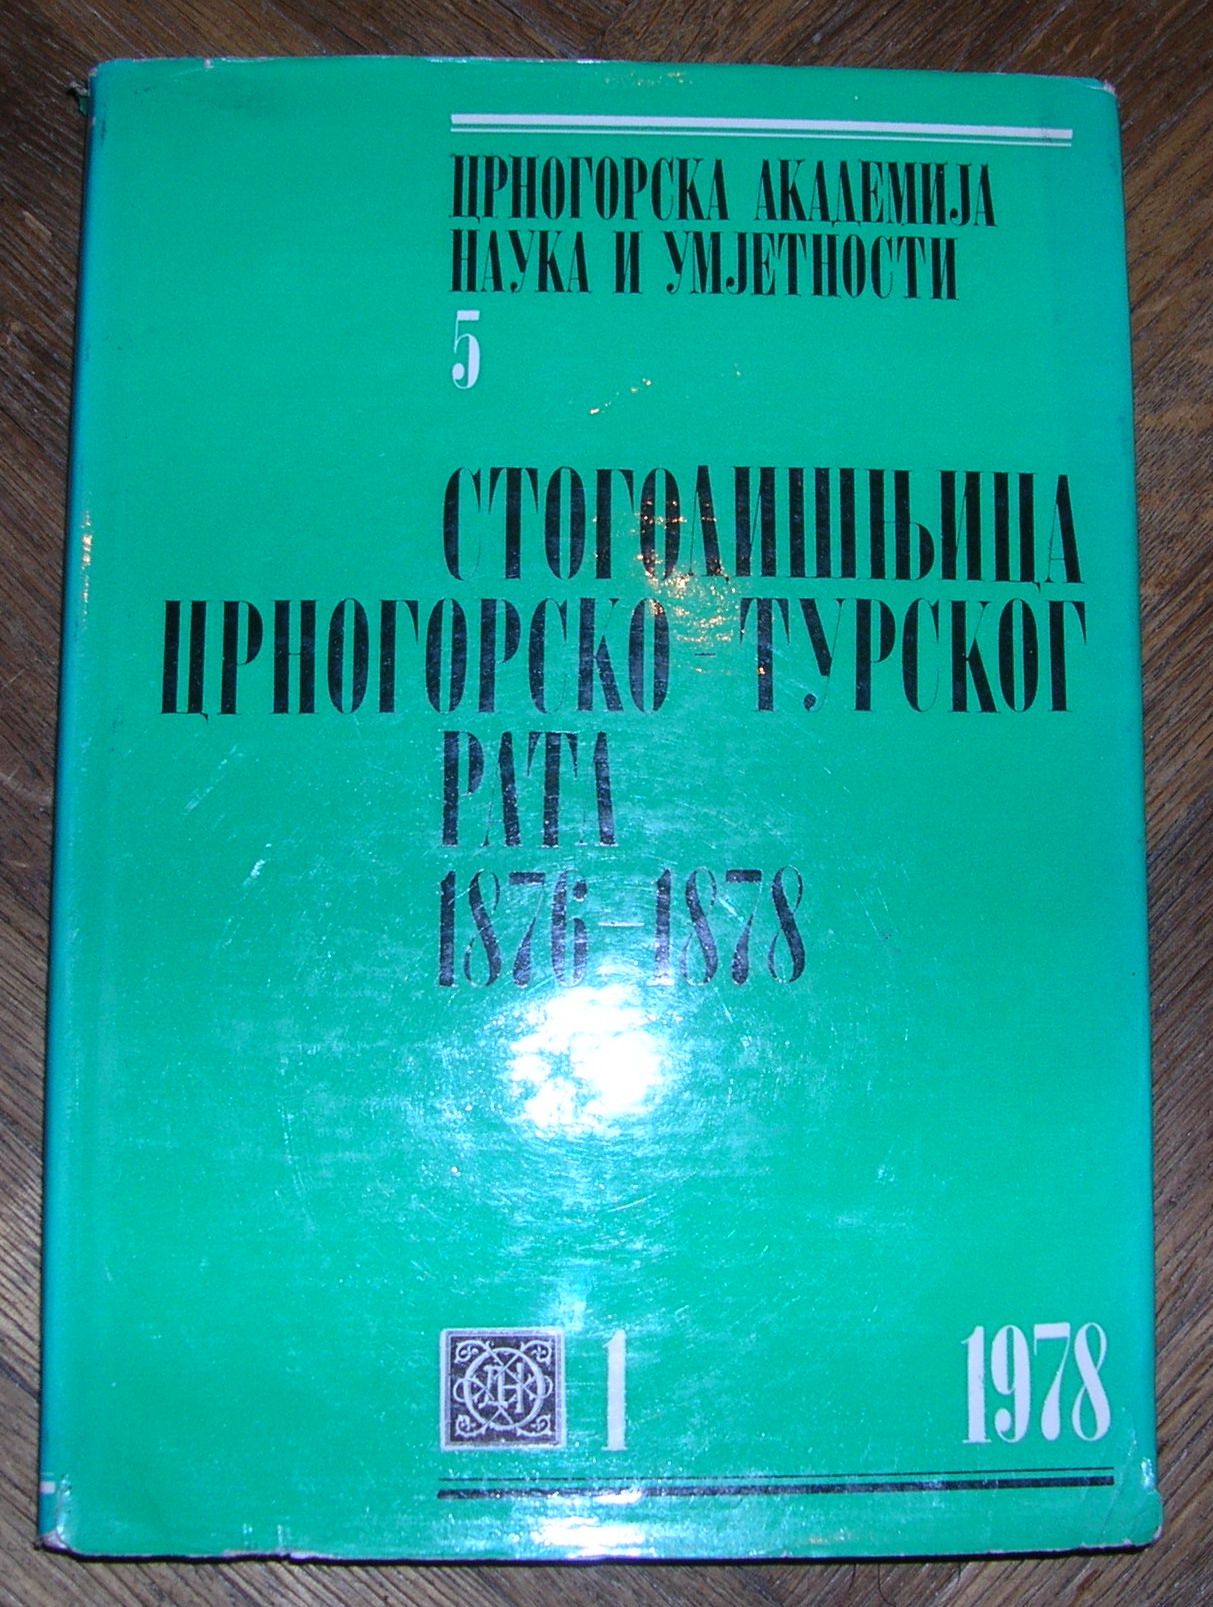 ЦРНОГОРСКА АКАДЕМИЈА
НАУКА И УМЈЕТНОСТИ
5
СТОГОДИШЊИЦА
ЦРНОГОРСКО-ТУРСКОГ
РАТА
1876–1878
1
1978